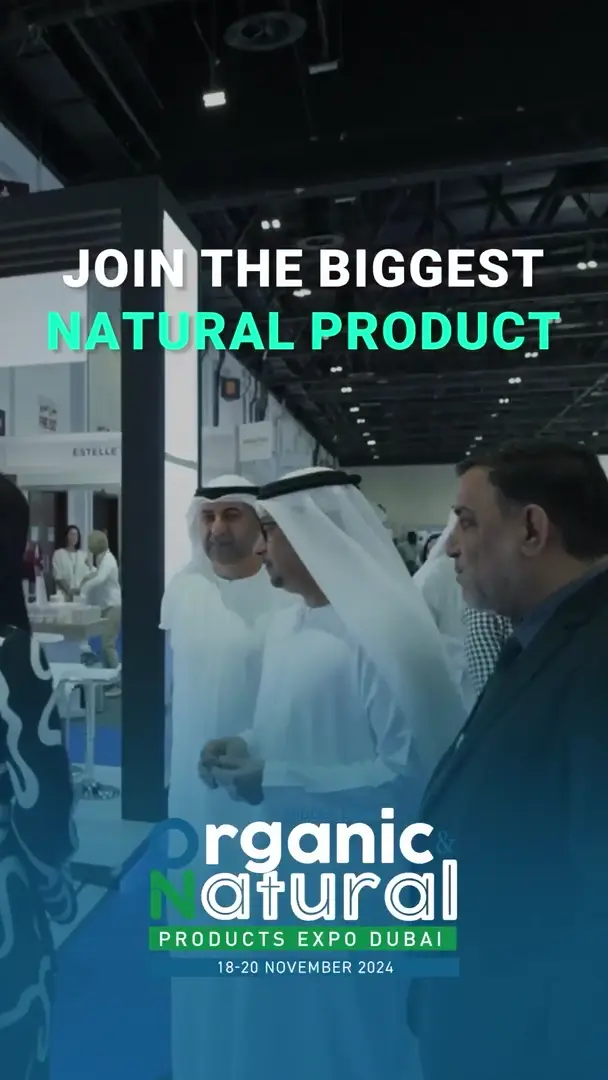 JOIN THE BIGGEST
NATURAL PRODUCT
ESTELLE
Organic &
Natural
PRODUCTS EXPO DUBAI
18-20 NOVEMBER 2024